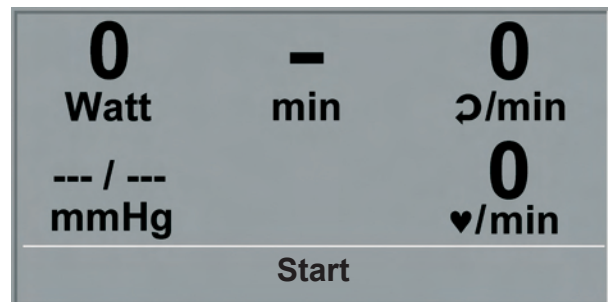 0 – 0
Watt min ⮌/min
--- / --- 0
mmHg ♥/min
Start